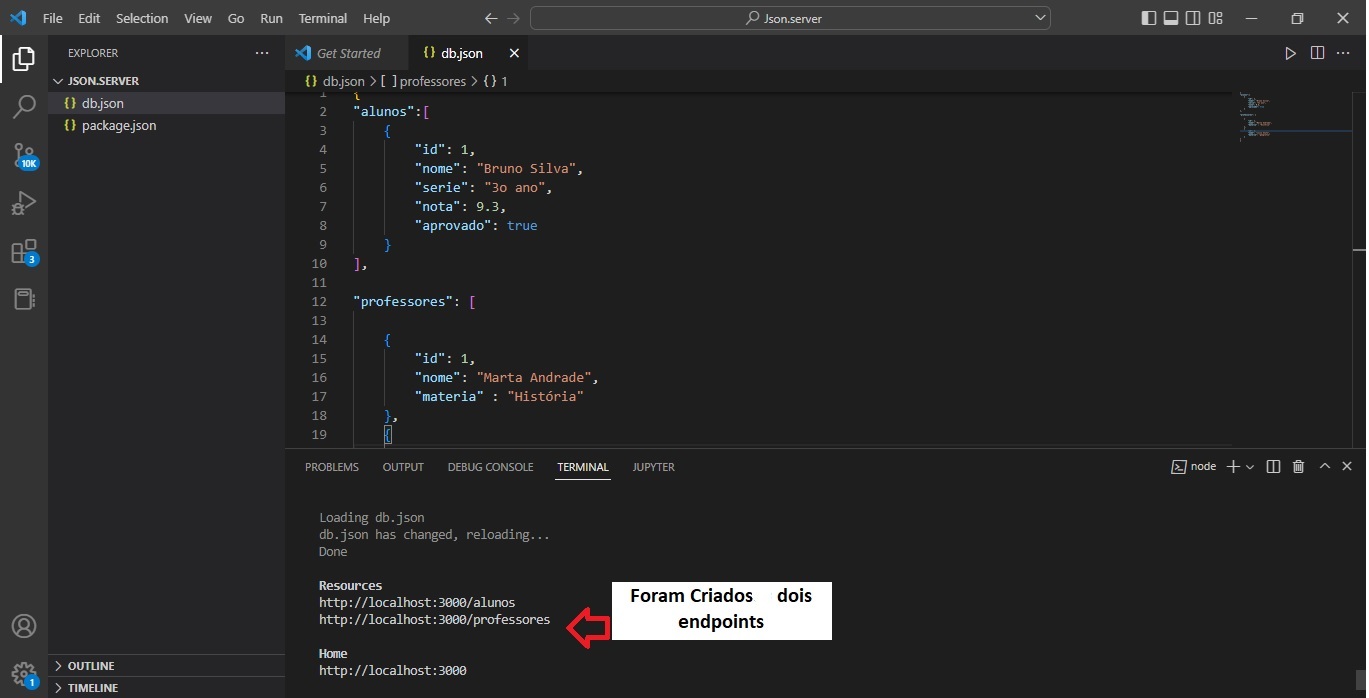 File Edit Selection View Go Run Terminal Help
Json.server
EXPLORER
JSON.SERVER
db.json
package.json
10K
3
1
OUTLINE
TIMELINE
Get Started
{} db.json
{} db.json > [ ] professores > {} 1
1 {
2 "alunos":[
3 {
4 "id": 1,
5 "nome": "Bruno Silva",
6 "serie": "3o ano",
7 "nota": 9.3,
8 "aprovado": true
9 }
10 ],
11
12 "professores": [
13
14 {
15 "id": 1,
16 "nome": "Marta Andrade",
17 "materia" : "História"
18 },
19 {
PROBLEMS OUTPUT DEBUG CONSOLE TERMINAL JUPYTER
node
Loading db.json
db.json has changed, reloading...
Done
Resources
http://localhost:3000/alunos
http://localhost:3000/professores
Home
http://localhost:3000
Foram Criados dois
endpoints